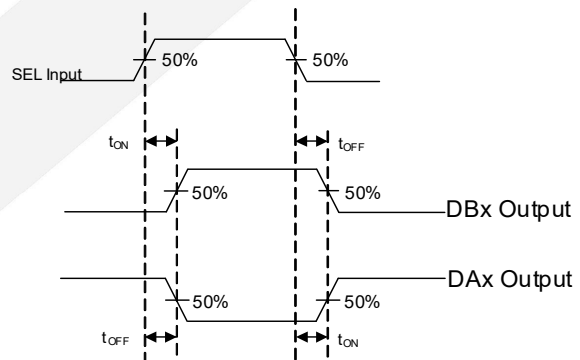 50%
50%
SEL Input
tON
tOFF
50%
50%
DBx Output
DAx Output
50%
50%
tOFF
tON